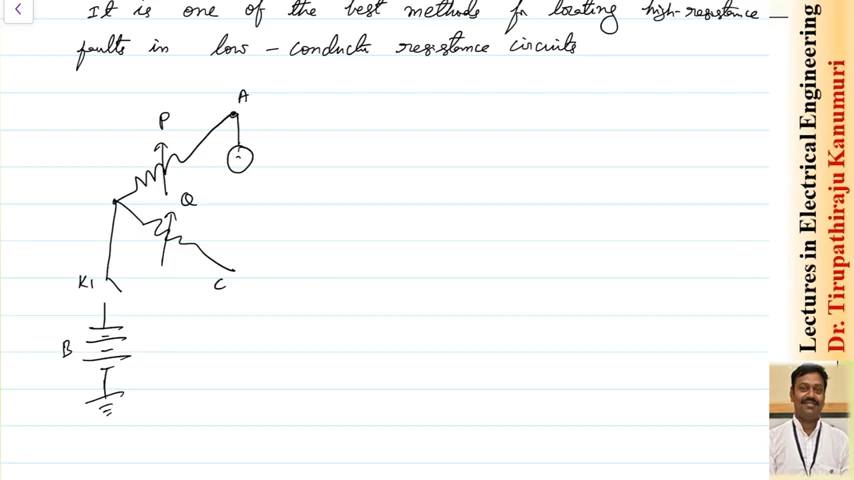 It is one of the best methods for locating high-resistance
faults in low - conductor resistance circuits
A
P
Q
K1
C
B
Lectures in Electrical Engineering
Dr. Tirupathiraju Kanumuri